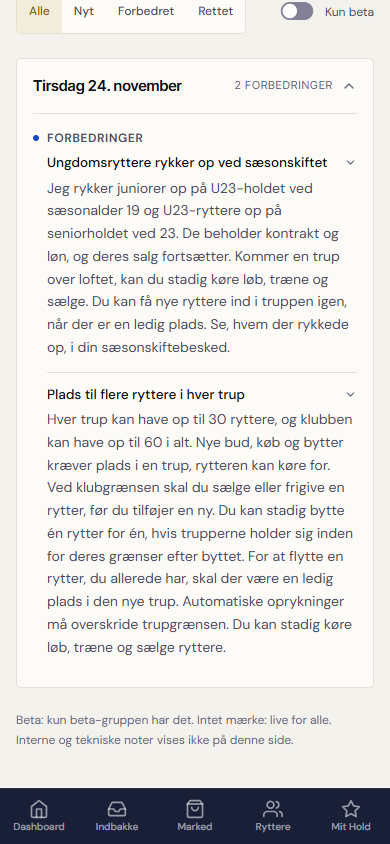 Alle Nyt Forbedret Rettet Kun beta
Tirsdag 24. november 2 FORBEDRINGER
FORBEDRINGER
Ungdomsryttere rykker op ved sæsonskiftet
Jeg rykker juniorer op på U23-holdet ved
sæsonalder 19 og U23-ryttere op på
seniorholdet ved 23. De beholder kontrakt og
løn, og deres salg fortsætter. Kommer en trup
over loftet, kan du stadig køre løb, træne og
sælge. Du kan få nye ryttere ind i truppen igen,
når der er en ledig plads. Se, hvem der rykkede
op, i din sæsonskiftebesked.
Plads til flere ryttere i hver trup
Hver trup kan have op til 30 ryttere, og klubben
kan have op til 60 i alt. Nye bud, køb og bytter
kræver plads i en trup, rytteren kan køre for.
Ved klubgrænsen skal du sælge eller frigive en
rytter, før du tilføjer en ny. Du kan stadig bytte
én rytter for én, hvis trupperne holder sig inden
for deres grænser efter byttet. For at flytte en
rytter, du allerede har, skal der være en ledig
plads i den nye trup. Automatiske oprykninger
må overskride trupgrænsen. Du kan stadig køre
løb, træne og sælge ryttere.
Beta: kun beta-gruppen har det. Intet mærke: live for alle.
Interne og tekniske noter vises ikke på denne side.
Dashboard Indbakke Marked Ryttere Mit Hold